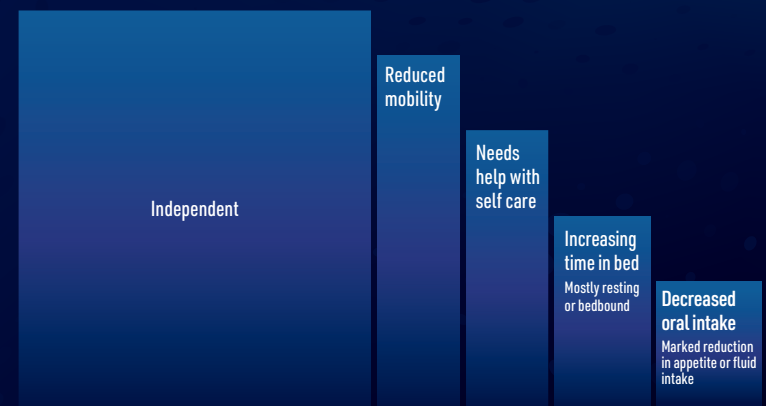 Independent
Reduced
mobility
Needs
help with
self care
Increasing
time in bed
Mostly resting
or bedbound
Decreased
oral intake
Marked reduction
in appetite or fluid
intake